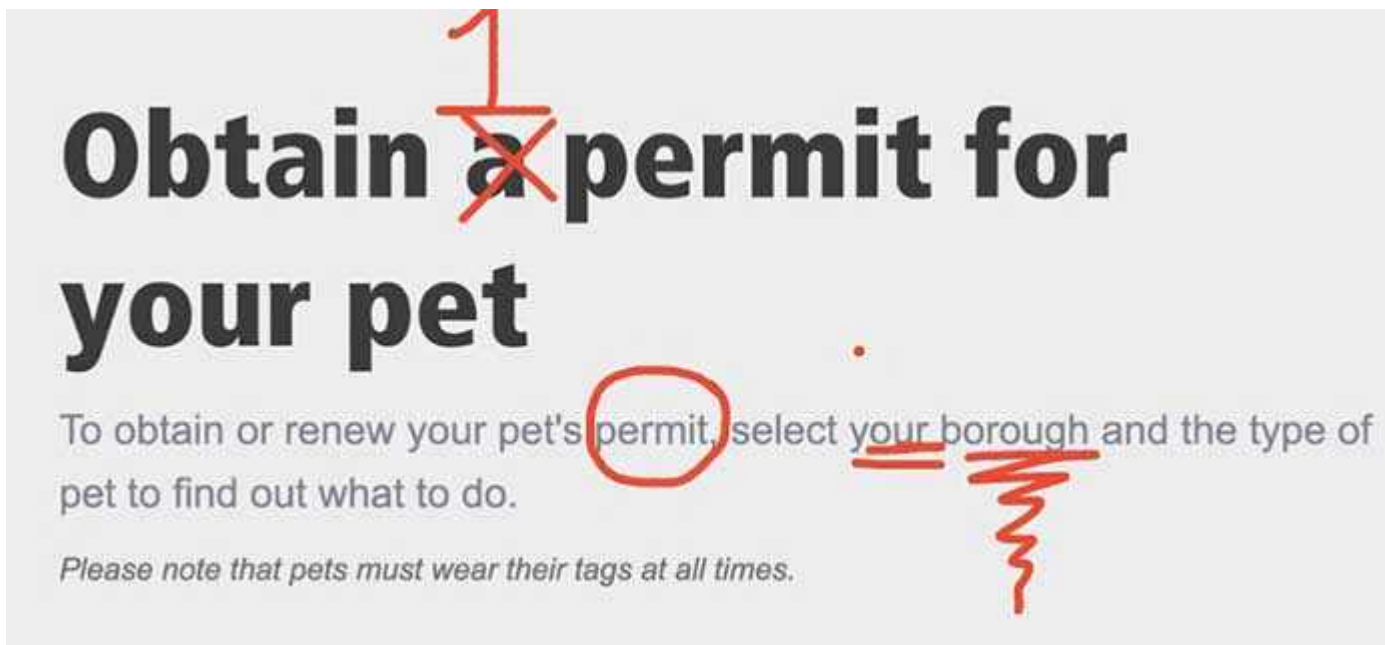 1
Obtain a permit for
your pet
To obtain or renew your pet's permit, select your borough and the type of
pet to find out what to do.
Please note that pets must wear their tags at all times.